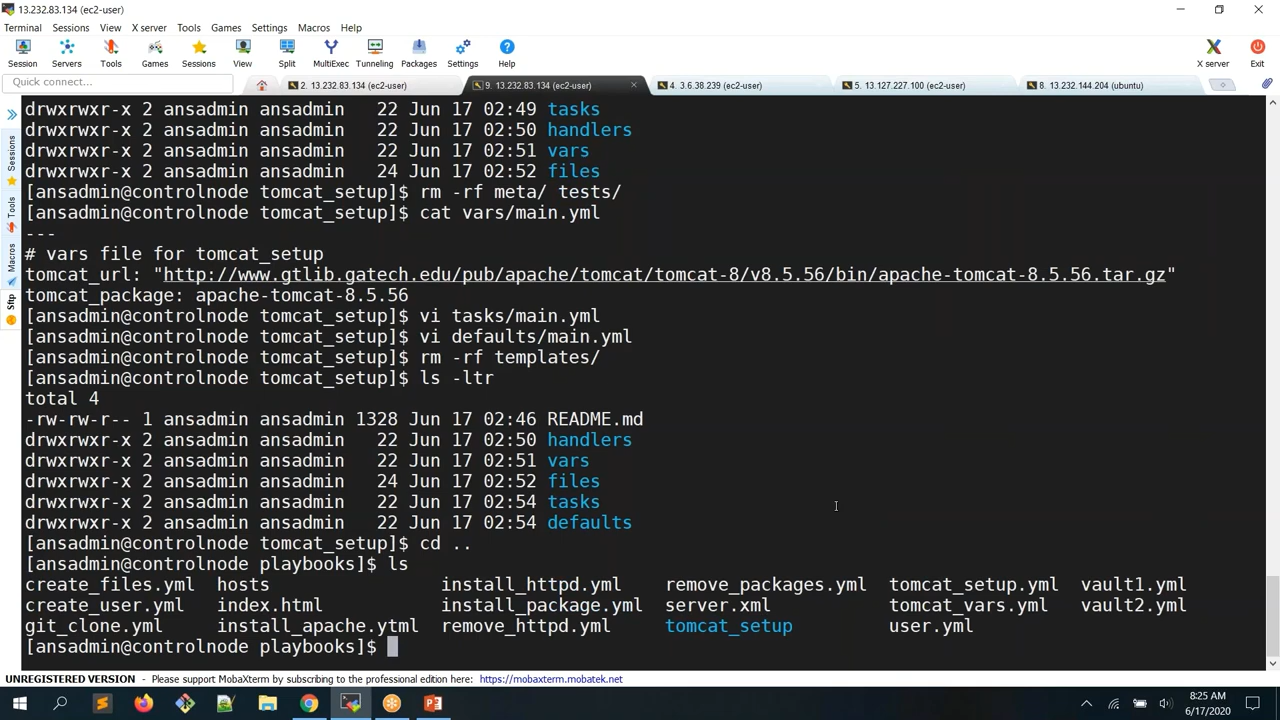 13.232.83.134 (ec2-user)
Terminal Sessions View X server Tools Games Settings Macros Help
Session Servers Tools Games Sessions View Split MultiExec Tunneling Packages Settings Help X server Exit
Quick connect... 2. 13.232.83.134 (ec2-user) 9. 13.232.83.134 (ec2-user) 4. 3.6.38.239 (ec2-user) 5. 13.127.227.100 (ec2-user) 8. 13.232.144.204 (ubuntu)
Sessions
Tools
Macros
Sftp
drwxrwxr-x 2 ansadmin ansadmin 22 Jun 17 02:49 tasks
drwxrwxr-x 2 ansadmin ansadmin 22 Jun 17 02:50 handlers
drwxrwxr-x 2 ansadmin ansadmin 22 Jun 17 02:51 vars
drwxrwxr-x 2 ansadmin ansadmin 24 Jun 17 02:52 files
[ansadmin@controlnode tomcat_setup]$ rm -rf meta/ tests/
[ansadmin@controlnode tomcat_setup]$ cat vars/main.yml
---
# vars file for tomcat_setup
tomcat_url: "http://www.gtlib.gatech.edu/pub/apache/tomcat/tomcat-8/v8.5.56/bin/apache-tomcat-8.5.56.tar.gz"
tomcat_package: apache-tomcat-8.5.56
[ansadmin@controlnode tomcat_setup]$ vi tasks/main.yml
[ansadmin@controlnode tomcat_setup]$ vi defaults/main.yml
[ansadmin@controlnode tomcat_setup]$ rm -rf templates/
[ansadmin@controlnode tomcat_setup]$ ls -ltr
total 4
-rw-rw-r-- 1 ansadmin ansadmin 1328 Jun 17 02:46 README.md
drwxrwxr-x 2 ansadmin ansadmin 22 Jun 17 02:50 handlers
drwxrwxr-x 2 ansadmin ansadmin 22 Jun 17 02:51 vars
drwxrwxr-x 2 ansadmin ansadmin 24 Jun 17 02:52 files
drwxrwxr-x 2 ansadmin ansadmin 22 Jun 17 02:54 tasks
drwxrwxr-x 2 ansadmin ansadmin 22 Jun 17 02:54 defaults
[ansadmin@controlnode tomcat_setup]$ cd ..
[ansadmin@controlnode playbooks]$ ls
create_files.yml hosts install_httpd.yml remove_packages.yml tomcat_setup.yml vault1.yml
create_user.yml index.html install_package.yml server.xml tomcat_vars.yml vault2.yml
git_clone.yml install_apache.ytml remove_httpd.yml tomcat_setup user.yml
[ansadmin@controlnode playbooks]$
UNREGISTERED VERSION - Please support MobaXterm by subscribing to the professional edition here: https://mobaxterm.mobatek.net
8:25 AM
6/17/2020